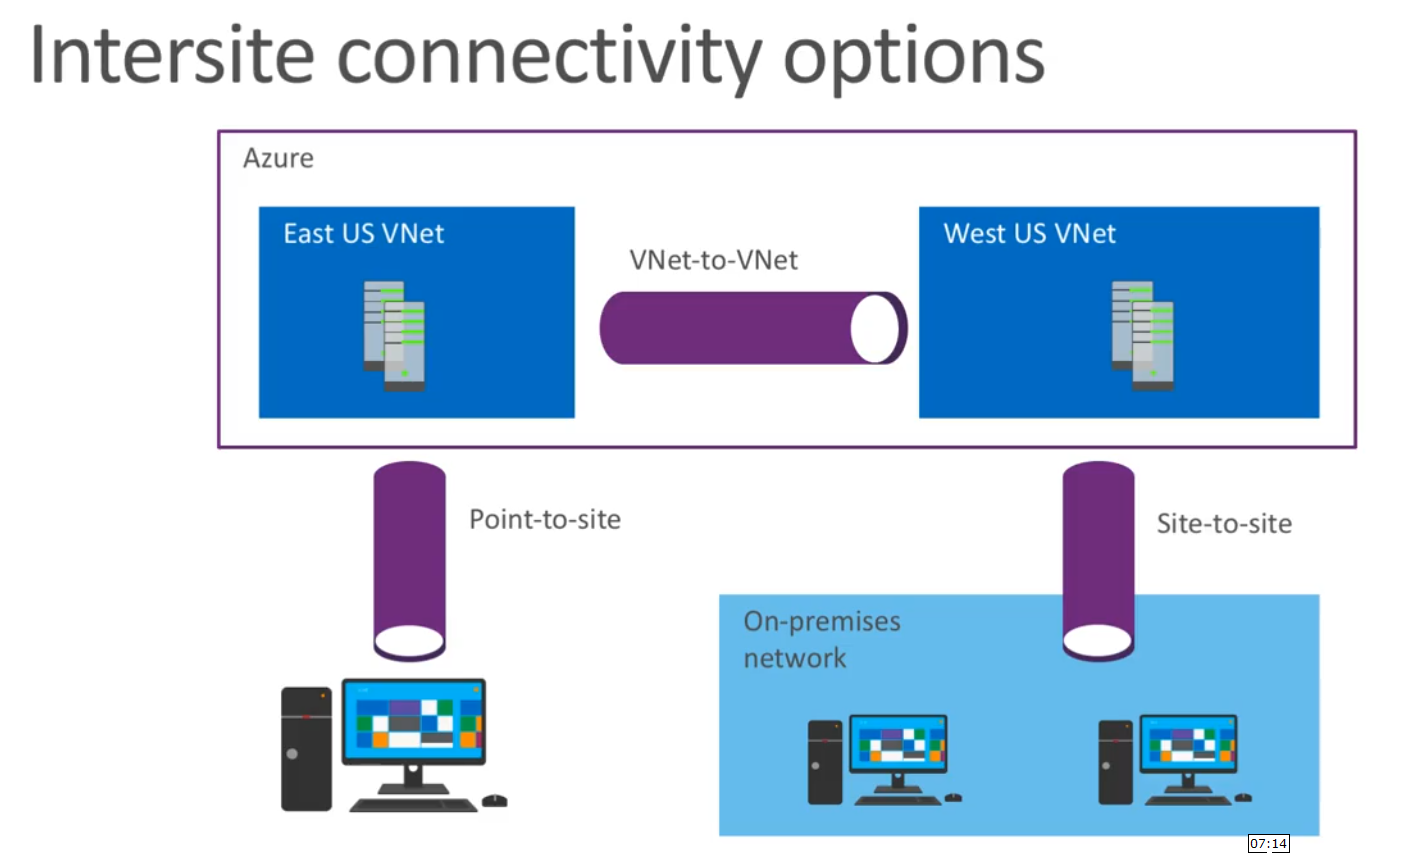 Intersite connectivity options
Azure
East US VNet
VNet-to-VNet
West US VNet
Point-to-site
Site-to-site
On-premises
network
07:14